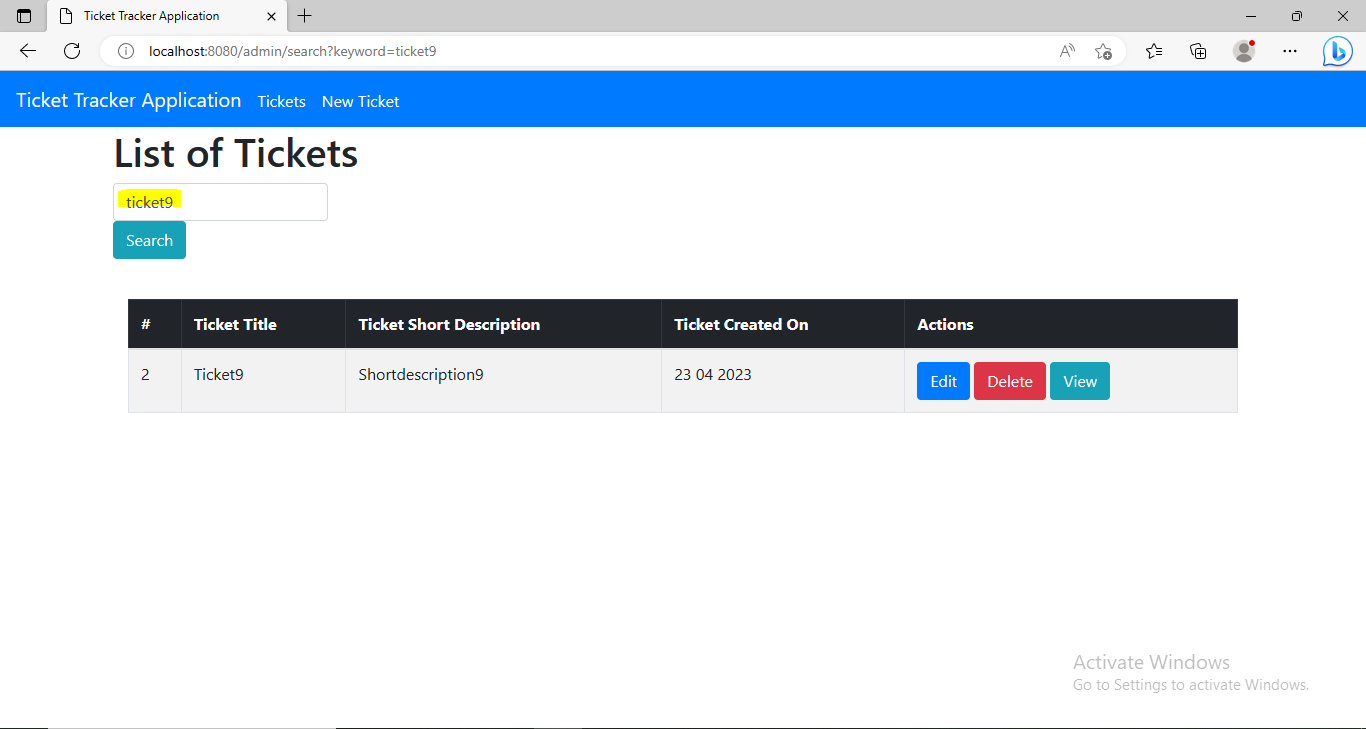 Ticket Tracker Application
localhost:8080/admin/search?keyword=ticket9
Ticket Tracker Application Tickets New Ticket
List of Tickets
ticket9
Search
# Ticket Title Ticket Short Description Ticket Created On Actions
2 Ticket9 Shortdescription9 23 04 2023 Edit Delete View
Activate Windows
Go to Settings to activate Windows.